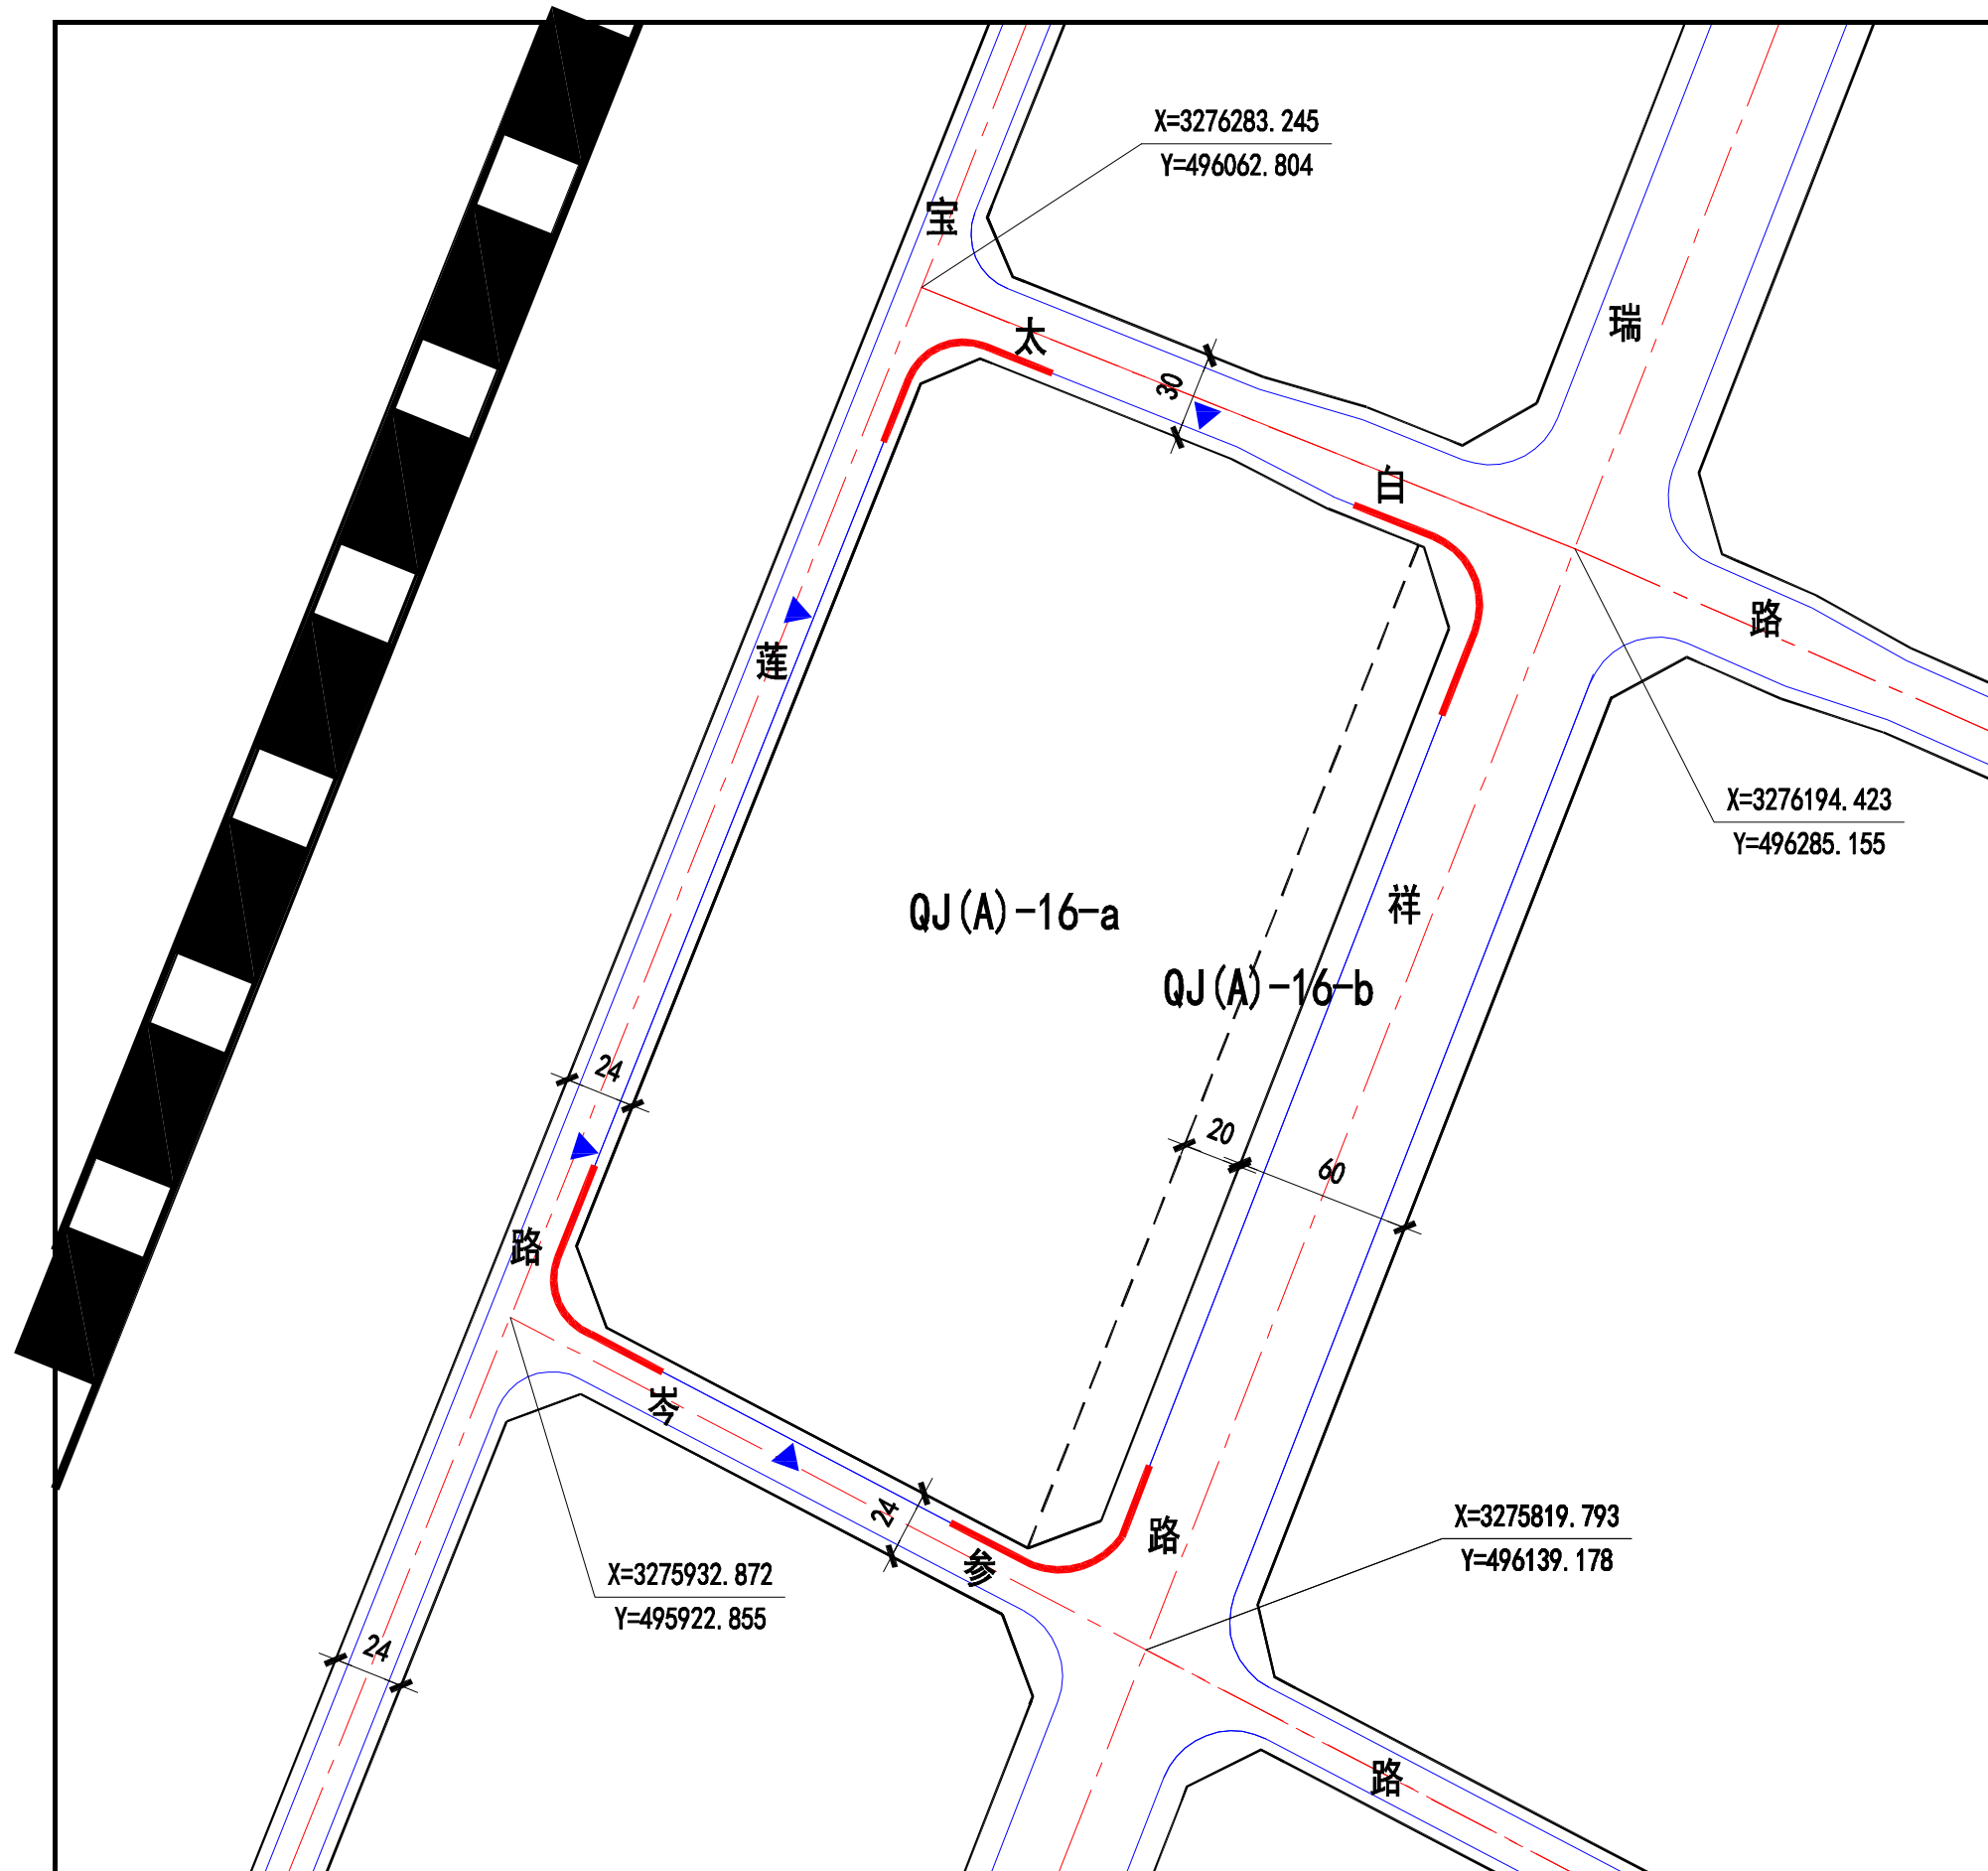 X=3276283.245
Y=496062.804
宝莲路
太白路
30
瑞祥路
X=3276194.423
Y=496285.155
QJ(A)-16-a
QJ(A)-16-b
24
20
60
岑参路
24
X=3275819.793
Y=496139.178
X=3275932.872
Y=495922.855
24